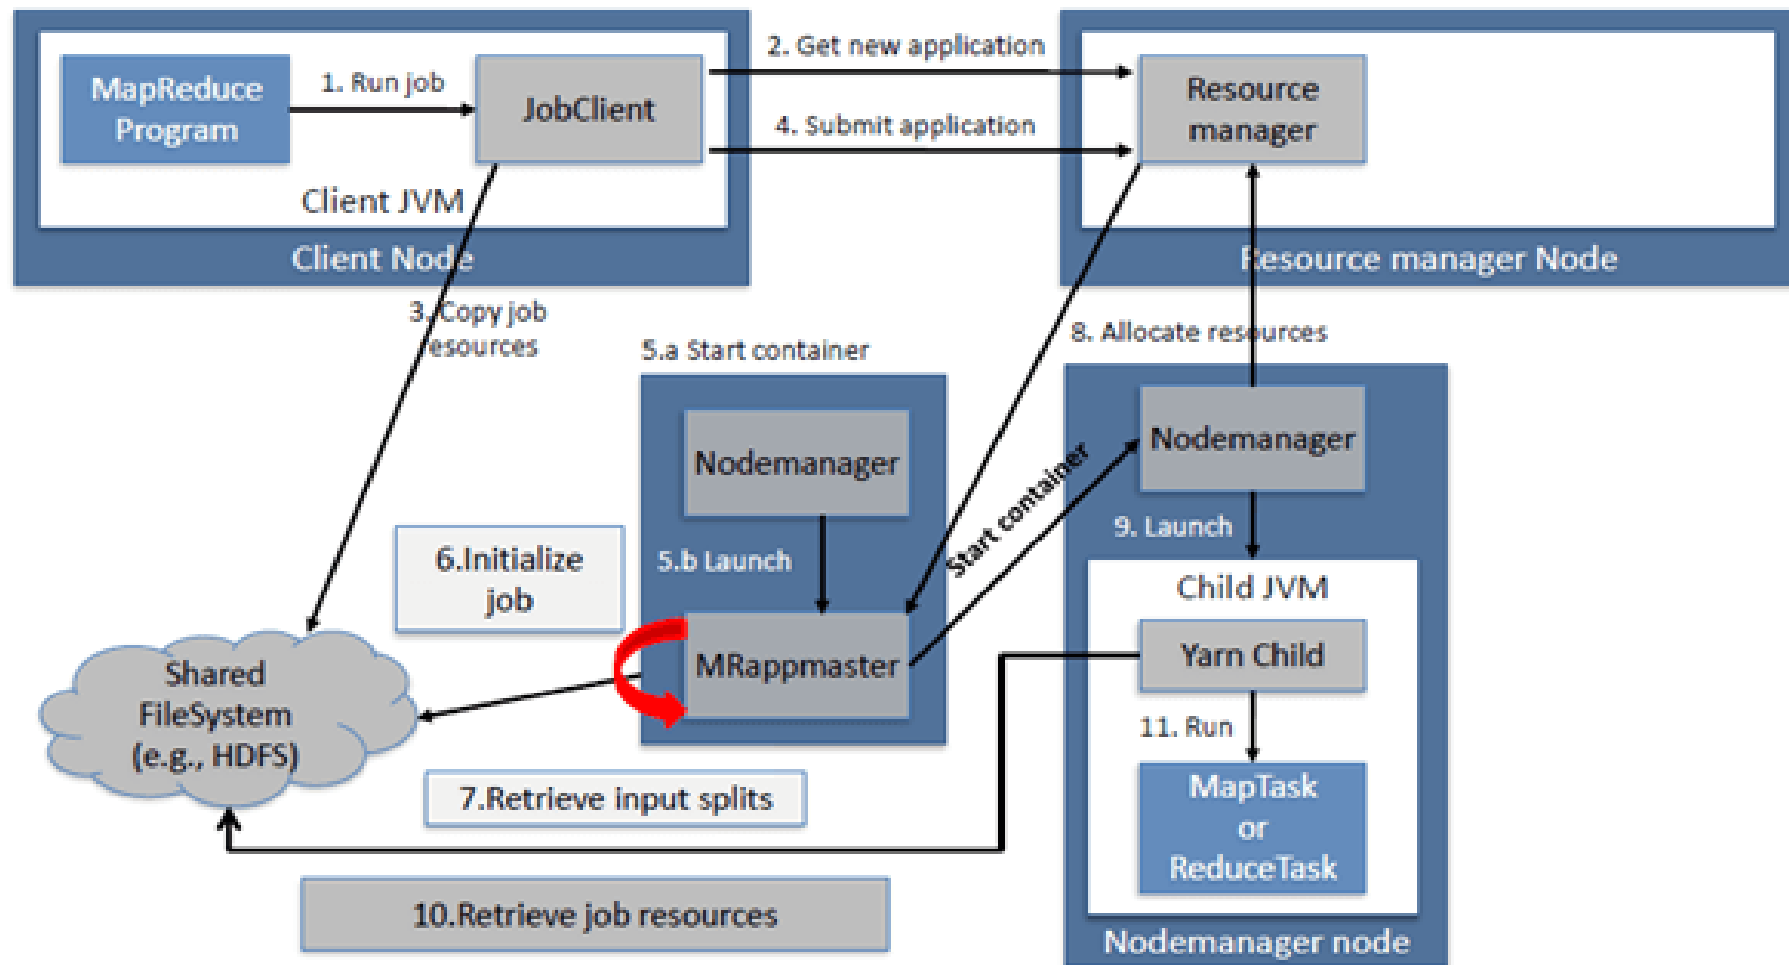 MapReduce
Program
1. Run job
JobClient
Client JVM
Client Node
2. Get new application
4. Submit application
Resource
manager
Resource manager Node
3. Copy job
esources
5.a Start container
8. Allocate resources
Nodemanager
5.b Launch
MRappmaster
6.Initialize
job
Start container
Nodemanager
9. Launch
Child JVM
Yarn Child
11. Run
MapTask
or
ReduceTask
Nodemanager node
Shared
FileSystem
(e.g., HDFS)
7.Retrieve input splits
10.Retrieve job resources